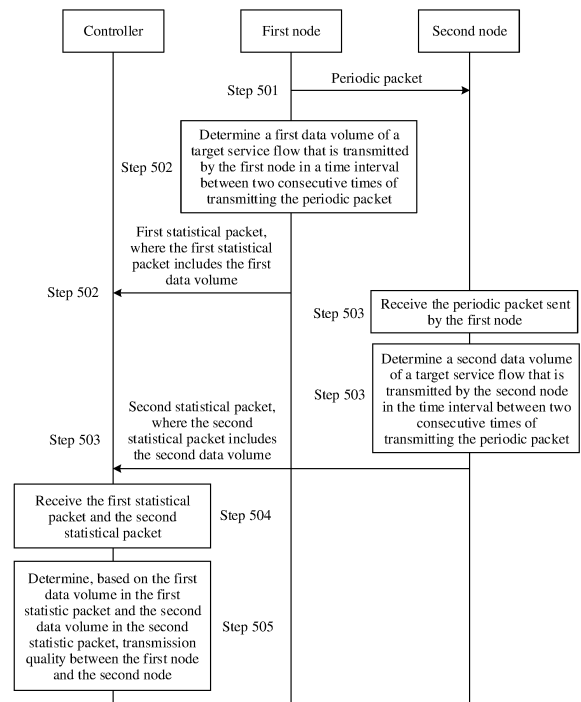 Controller
First node
Second node
Periodic packet
Step 501
Determine a first data volume of a
target service flow that is transmitted
by the first node in a time interval
between two consecutive times of
transmitting the periodic packet
Step 502
First statistical packet,
where the first statistical
packet includes the first
data volume
Step 502
Receive the periodic packet sent
by the first node
Step 503
Determine a second data volume
of a target service flow that is
transmitted by the second node
in the time interval between two
consecutive times of
transmitting the periodic packet
Step 503
Second statistical packet,
where the second
statistical packet includes
the second data volume
Step 503
Receive the first statistical
packet and the second
statistical packet
Step 504
Determine, based on the first
data volume in the first
statistic packet and the second
data volume in the second
statistic packet, transmission
quality between the first node
and the second node
Step 505